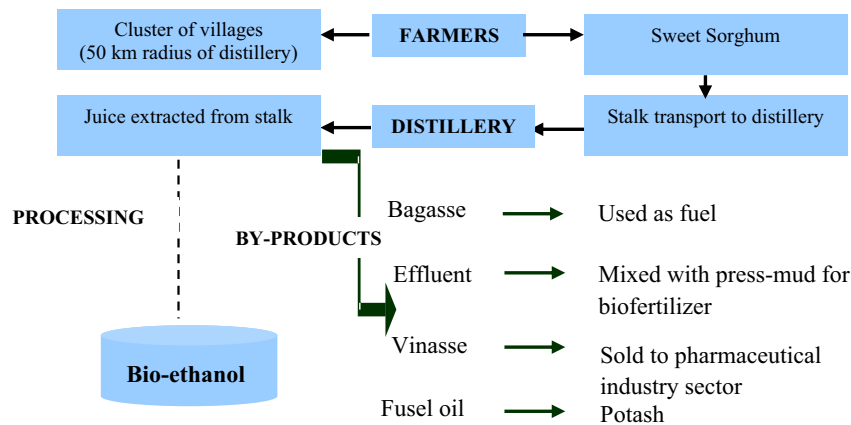 Cluster of villages
(50 km radius of distillery)
FARMERS
Sweet Sorghum
Juice extracted from stalk
DISTILLERY
Stalk transport to distillery
PROCESSING
BY-PRODUCTS
Bagasse
Used as fuel
Effluent
Mixed with press-mud for
biofertilizer
Vinasse
Sold to pharmaceutical
industry sector
Fusel oil
Potash
Bio-ethanol